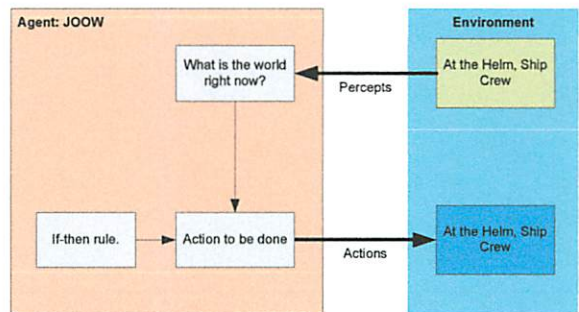 Agent: JOOW
Environment
What is the world
right now?
At the Helm, Ship
Crew
Percepts
If-then rule.
Action to be done
At the Helm, Ship
Crew
Actions